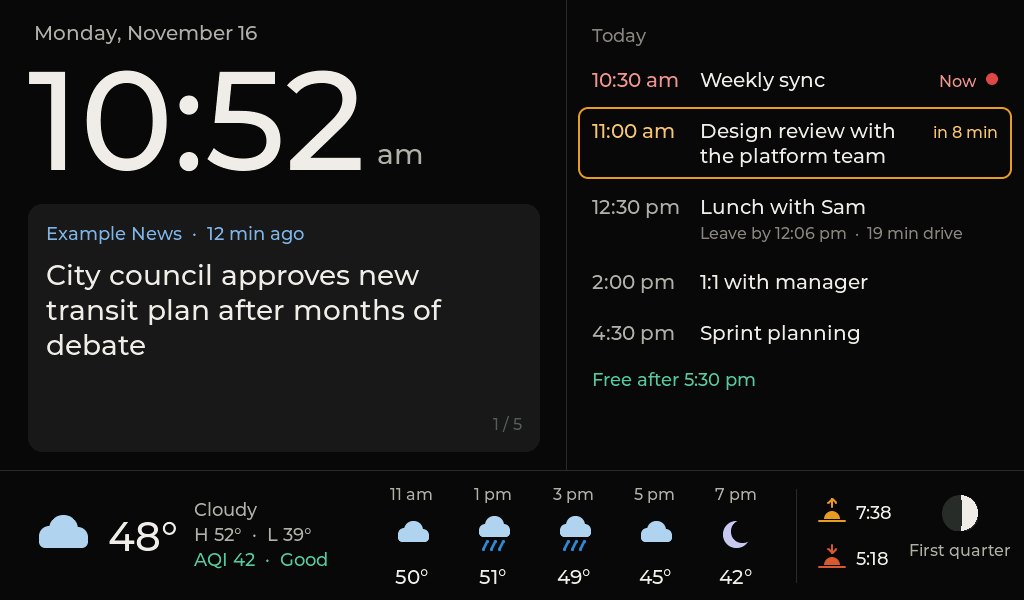 Monday, November 16
10:52 am
Example News · 12 min ago
City council approves new
transit plan after months of
debate
1 / 5
Today
10:30 am Weekly sync Now
11:00 am Design review with in 8 min
the platform team
12:30 pm Lunch with Sam
Leave by 12:06 pm · 19 min drive
2:00 pm 1:1 with manager
4:30 pm Sprint planning
Free after 5:30 pm
48°
Cloudy
H 52° · L 39°
AQI 42 · Good
11 am 1 pm 3 pm 5 pm 7 pm
50° 51° 49° 45° 42°
7:38
5:18
First quarter